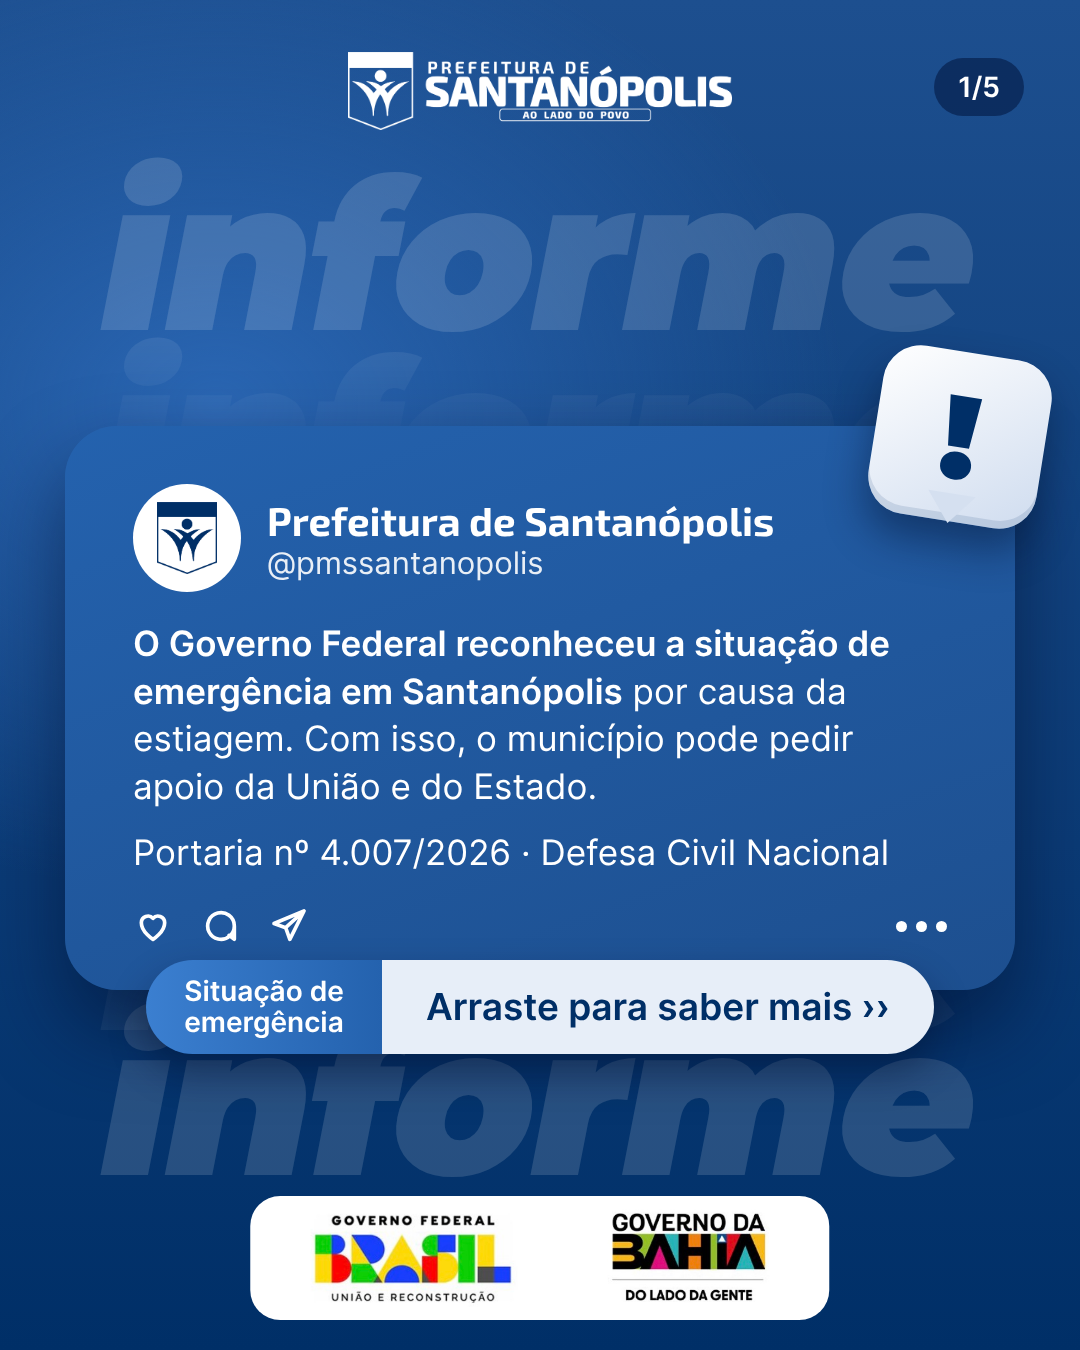 PREFEITURA DE
SANTANÓPOLIS
AO LADO DO POVO
1/5
informe
informe
!
Prefeitura de Santanópolis
@pmssantanopolis
O Governo Federal reconheceu a situação de
emergência em Santanópolis por causa da
estiagem. Com isso, o município pode pedir
apoio da União e do Estado.
Portaria nº 4.007/2026 · Defesa Civil Nacional
Situação de
emergência
Arraste para saber mais ››
informe
GOVERNO FEDERAL
BRASIL
UNIÃO E RECONSTRUÇÃO
GOVERNO DA
BAHIA
DO LADO DA GENTE